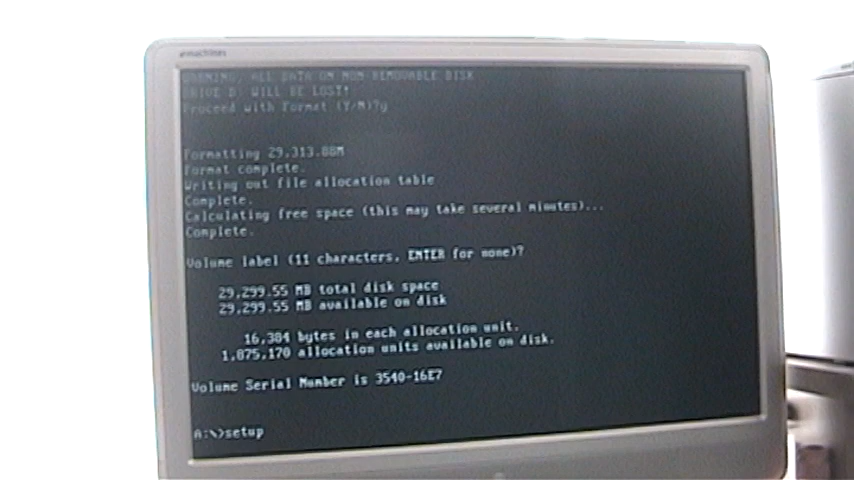 emachines
WARNING, ALL DATA ON NON-REMOVABLE DISK
DRIVE D: WILL BE LOST!
Proceed with Format (Y/N)?y
Formatting 29,313.88M
Format complete.
Writing out file allocation table
Complete.
Calculating free space (this may take several minutes)...
Complete.
Volume label (11 characters, ENTER for none)?
29,299.55 MB total disk space
29,299.55 MB available on disk
16,384 bytes in each allocation unit.
1,875,170 allocation units available on disk.
Volume Serial Number is 3540-16E7
A:\>setup